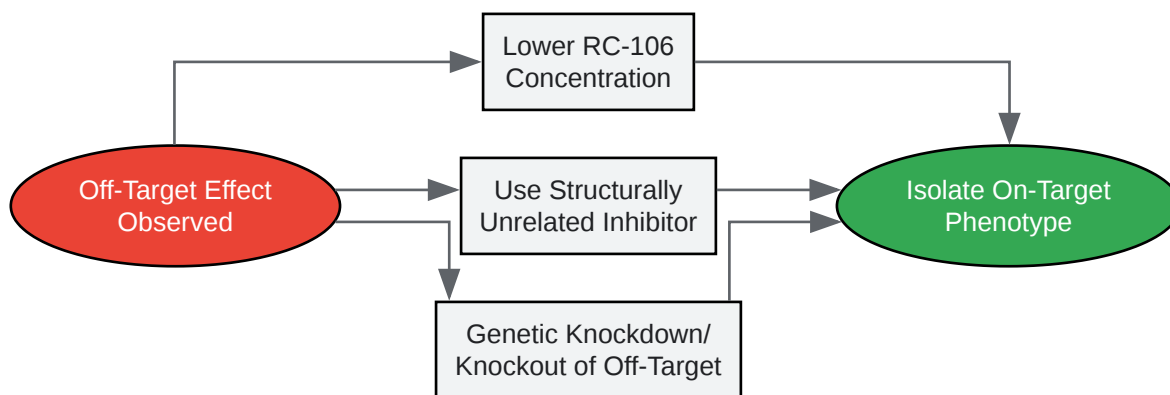 Lower RC-106
Concentration
Off-Target Effect
Observed
Use Structurally
Unrelated Inhibitor
Isolate On-Target
Phenotype
Genetic Knockdown/
Knockout of Off-Target